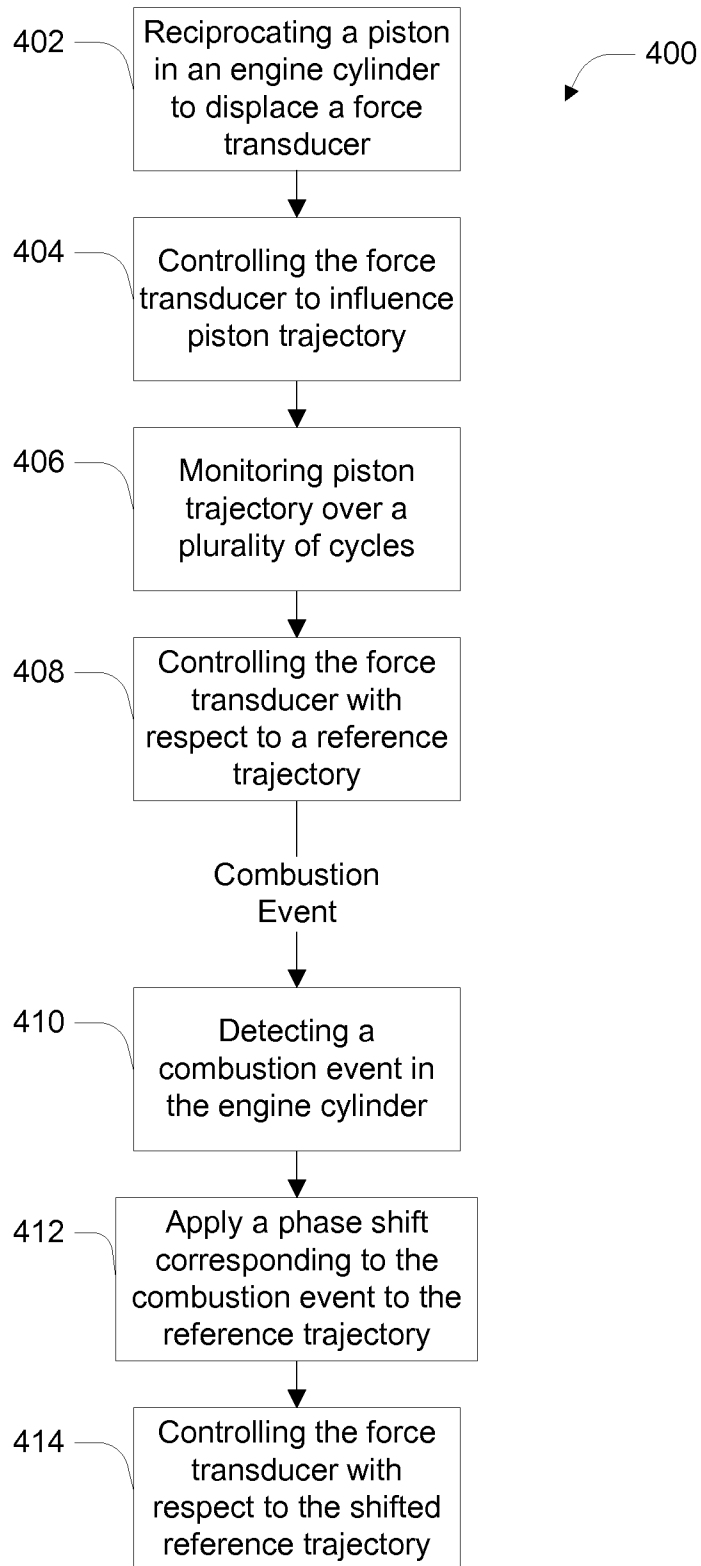 402
Reciprocating a piston
in an engine cylinder
to displace a force
transducer
400
404
Controlling the force
transducer to influence
piston trajectory
406
Monitoring piston
trajectory over a
plurality of cycles
408
Controlling the force
transducer with
respect to a reference
trajectory
Combustion
Event
410
Detecting a
combustion event in
the engine cylinder
412
Apply a phase shift
corresponding to the
combustion event to the
reference trajectory
414
Controlling the force
transducer with
respect to the shifted
reference trajectory